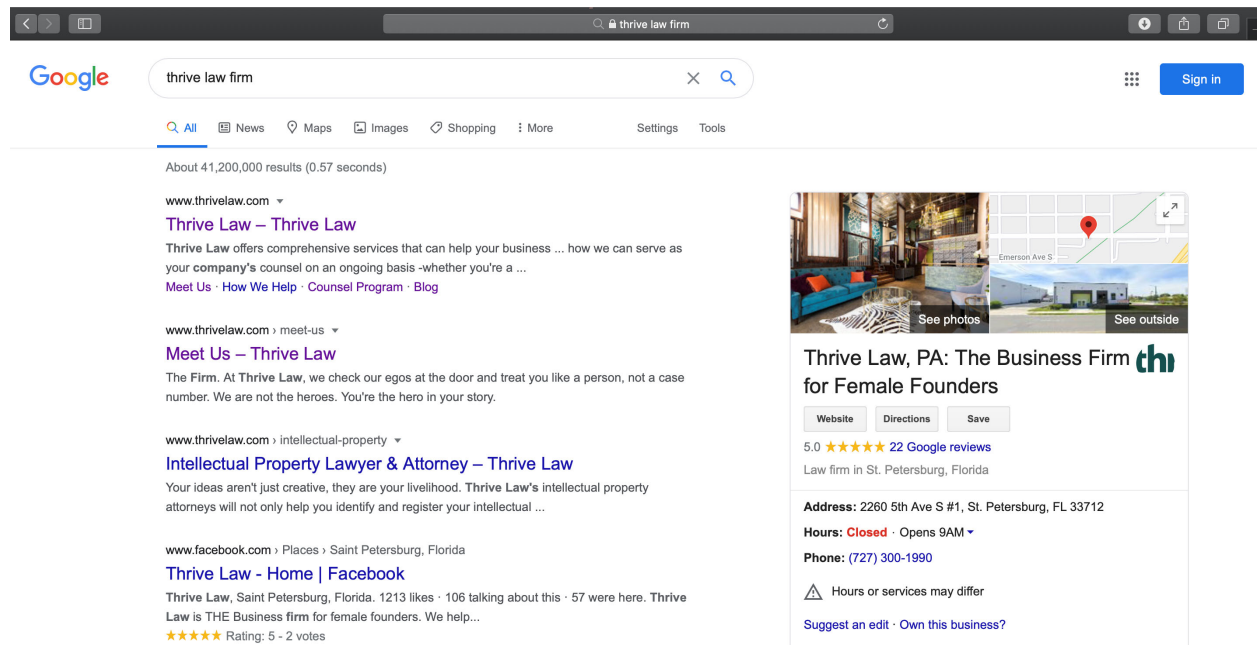 thrive law firm
Google
thrive law firm
Sign in
All News Maps Images Shopping More Settings Tools
About 41,200,000 results (0.57 seconds)
www.thrivelaw.com
Thrive Law – Thrive Law
Thrive Law offers comprehensive services that can help your business ... how we can serve as
your company's counsel on an ongoing basis -whether you're a ...
Meet Us · How We Help · Counsel Program · Blog
www.thrivelaw.com › meet-us
Meet Us – Thrive Law
The Firm. At Thrive Law, we check our egos at the door and treat you like a person, not a case
number. We are not the heroes. You're the hero in your story.
www.thrivelaw.com › intellectual-property
Intellectual Property Lawyer & Attorney – Thrive Law
Your ideas aren't just creative, they are your livelihood. Thrive Law's intellectual property
attorneys will not only help you identify and register your intellectual ...
www.facebook.com › Places › Saint Petersburg, Florida
Thrive Law - Home | Facebook
Thrive Law, Saint Petersburg, Florida. 1213 likes · 106 talking about this · 57 were here. Thrive
Law is THE Business firm for female founders. We help...
★★★★★ Rating: 5 - 2 votes
Emerson Ave S
See photos
See outside
Thrive Law, PA: The Business Firm
for Female Founders
thr
Website Directions Save
5.0 ★★★★★ 22 Google reviews
Law firm in St. Petersburg, Florida
Address: 2260 5th Ave S #1, St. Petersburg, FL 33712
Hours: Closed · Opens 9AM
Phone: (727) 300-1990
Hours or services may differ
Suggest an edit · Own this business?